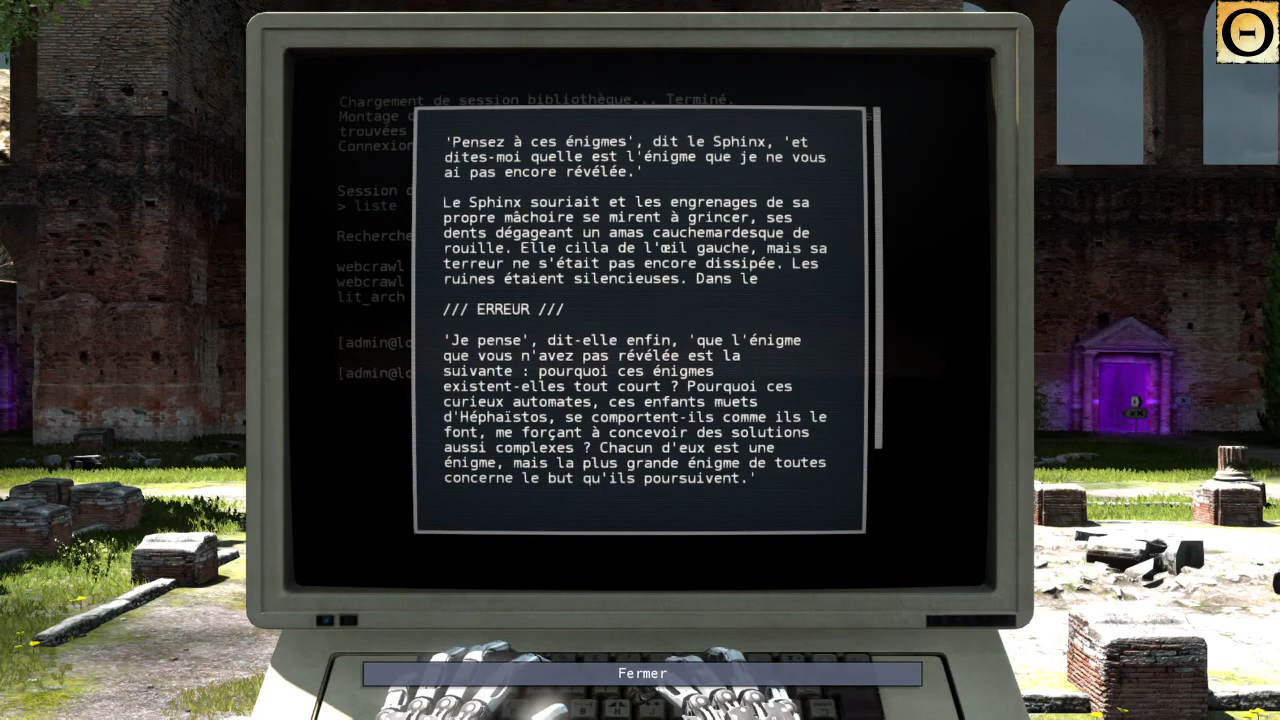 Chargement de session bibliothèque... Terminé.
Montage
trouvées
Connexion
Session
> liste
Recherche
webcrawl
webcrawl
lit_arch
[admin@lo
[admin@lo
'Pensez à ces énigmes', dit le Sphinx, 'et
dites-moi quelle est l'énigme que je ne vous
ai pas encore révélée.'
Le Sphinx souriait et les engrenages de sa
propre mâchoire se mirent à grincer, ses
dents dégageant un amas cauchemardesque de
rouille. Elle cilla de l'œil gauche, mais sa
terreur ne s'était pas encore dissipée. Les
ruines étaient silencieuses. Dans le
/// ERREUR ///
'Je pense', dit-elle enfin, 'que l'énigme
que vous n'avez pas révélée est la
suivante : pourquoi ces énigmes
existent-elles tout court ? Pourquoi ces
curieux automates, ces enfants muets
d'Héphaïstos, se comportent-ils comme ils le
font, me forçant à concevoir des solutions
aussi complexes ? Chacun d'eux est une
énigme, mais la plus grande énigme de toutes
concerne le but qu'ils poursuivent.'
Fermer